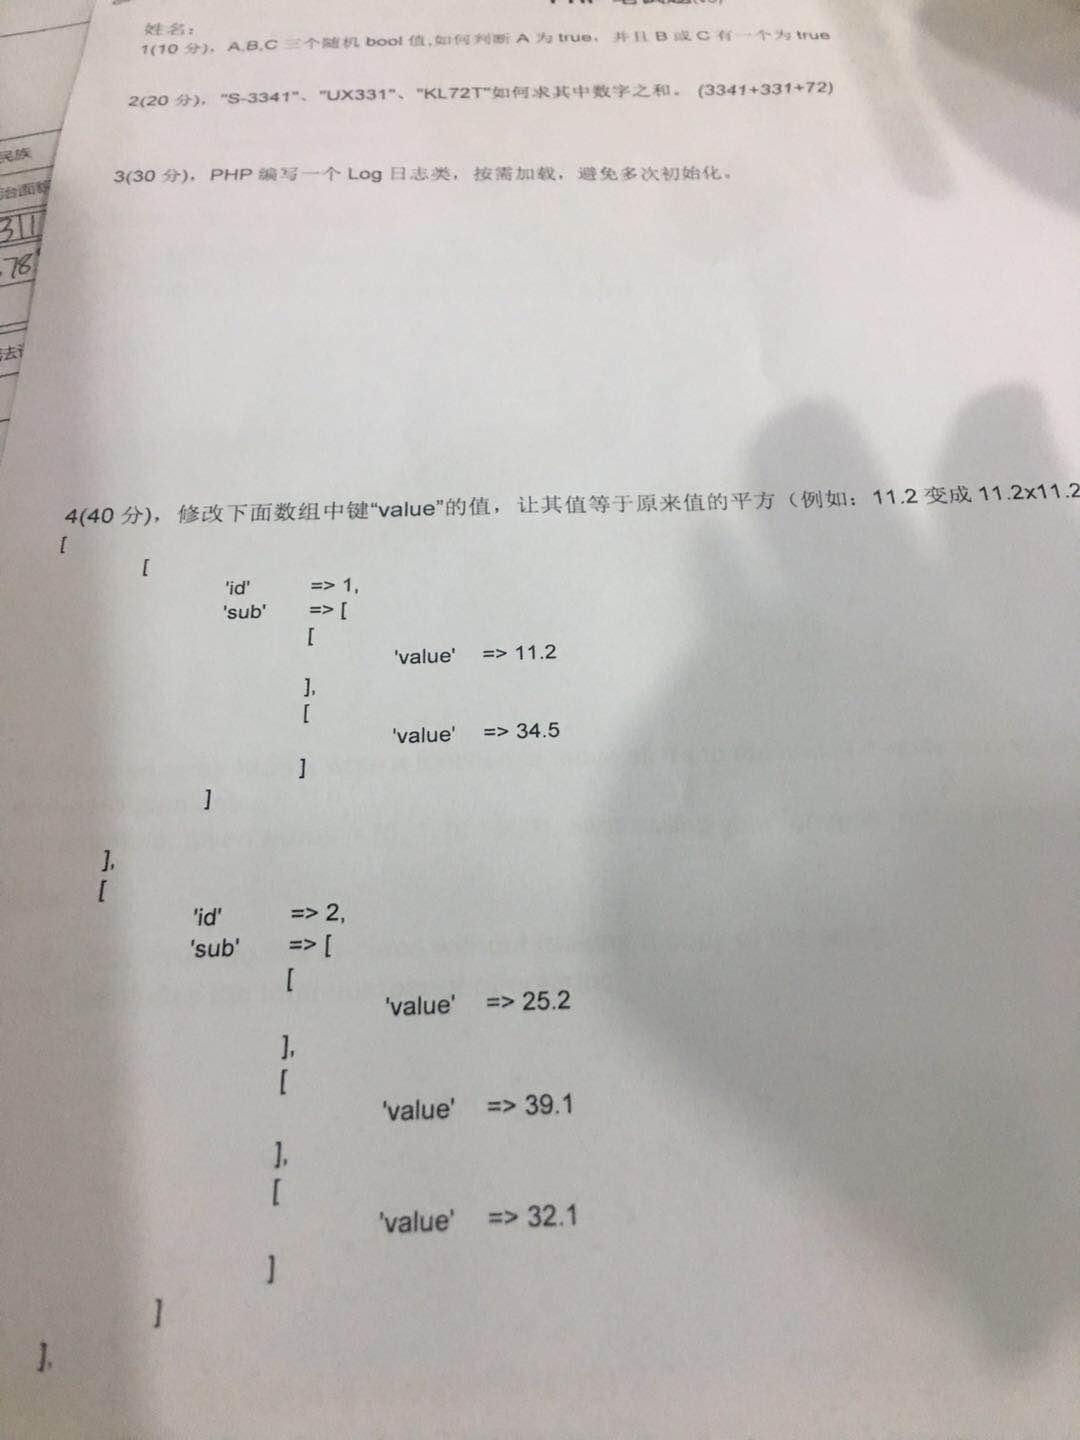 姓名：
1(10 分)，A,B,C 三个随机 bool 值,如何判断 A 为 true，并且 B 或 C 有一个为 true
2(20 分)，"S-3341"、"UX331"、"KL72T"如何求其中数字之和。 (3341+331+72)
民族
3(30 分)，PHP 编写一个 Log 日志类，按需加载，避免多次初始化。
治面貌
311
78
4(40 分)，修改下面数组中键“value”的值，让其值等于原来值的平方（例如：11.2 变成 11.2x11.2
[
[
'id' => 1,
'sub' => [
[
'value' => 11.2
],
[
'value' => 34.5
]
]
],
[
'id' => 2,
'sub' => [
[
'value' => 25.2
],
[
'value' => 39.1
],
[
'value' => 32.1
]
]
],